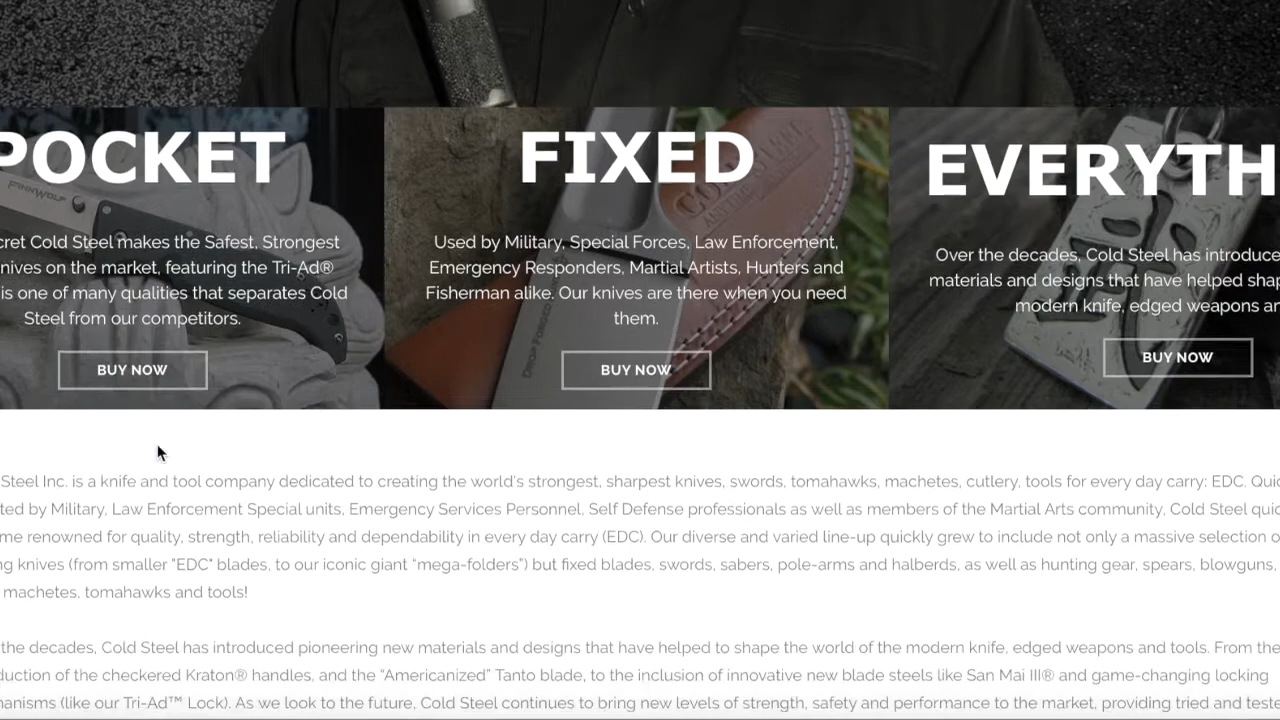 POCKET
FIXED
EVERYTH
FINNWOLF
COLD STEEL
cret Cold Steel makes the Safest, Strongest
nives on the market, featuring the Tri-Ad®
is one of many qualities that separates Cold
Steel from our competitors.
BUY NOW
Used by Military, Special Forces, Law Enforcement,
Emergency Responders, Martial Artists, Hunters and
Fisherman alike. Our knives are there when you need
them.
BUY NOW
Over the decades, Cold Steel has introduce
materials and designs that have helped shap
modern knife, edged weapons an
BUY NOW
Steel Inc. is a knife and tool company dedicated to creating the world's strongest, sharpest knives, swords, tomahawks, machetes, cutlery, tools for every day carry: EDC. Quic
ted by Military, Law Enforcement Special units, Emergency Services Personnel, Self Defense professionals as well as members of the Martial Arts community, Cold Steel quic
me renowned for quality, strength, reliability and dependability in every day carry (EDC). Our diverse and varied line-up quickly grew to include not only a massive selection o
ng knives (from smaller "EDC" blades, to our iconic giant "mega-folders") but fixed blades, swords, sabers, pole-arms and halberds, as well as hunting gear, spears, blowguns,
machetes, tomahawks and tools!
the decades, Cold Steel has introduced pioneering new materials and designs that have helped to shape the world of the modern knife, edged weapons and tools. From the
duction of the checkered Kraton® handles, and the "Americanized" Tanto blade, to the inclusion of innovative new blade steels like San Mai III® and game-changing locking
hanisms (like our Tri-Ad™ Lock). As we look to the future, Cold Steel continues to bring new levels of strength, safety and performance to the market, providing tried and teste